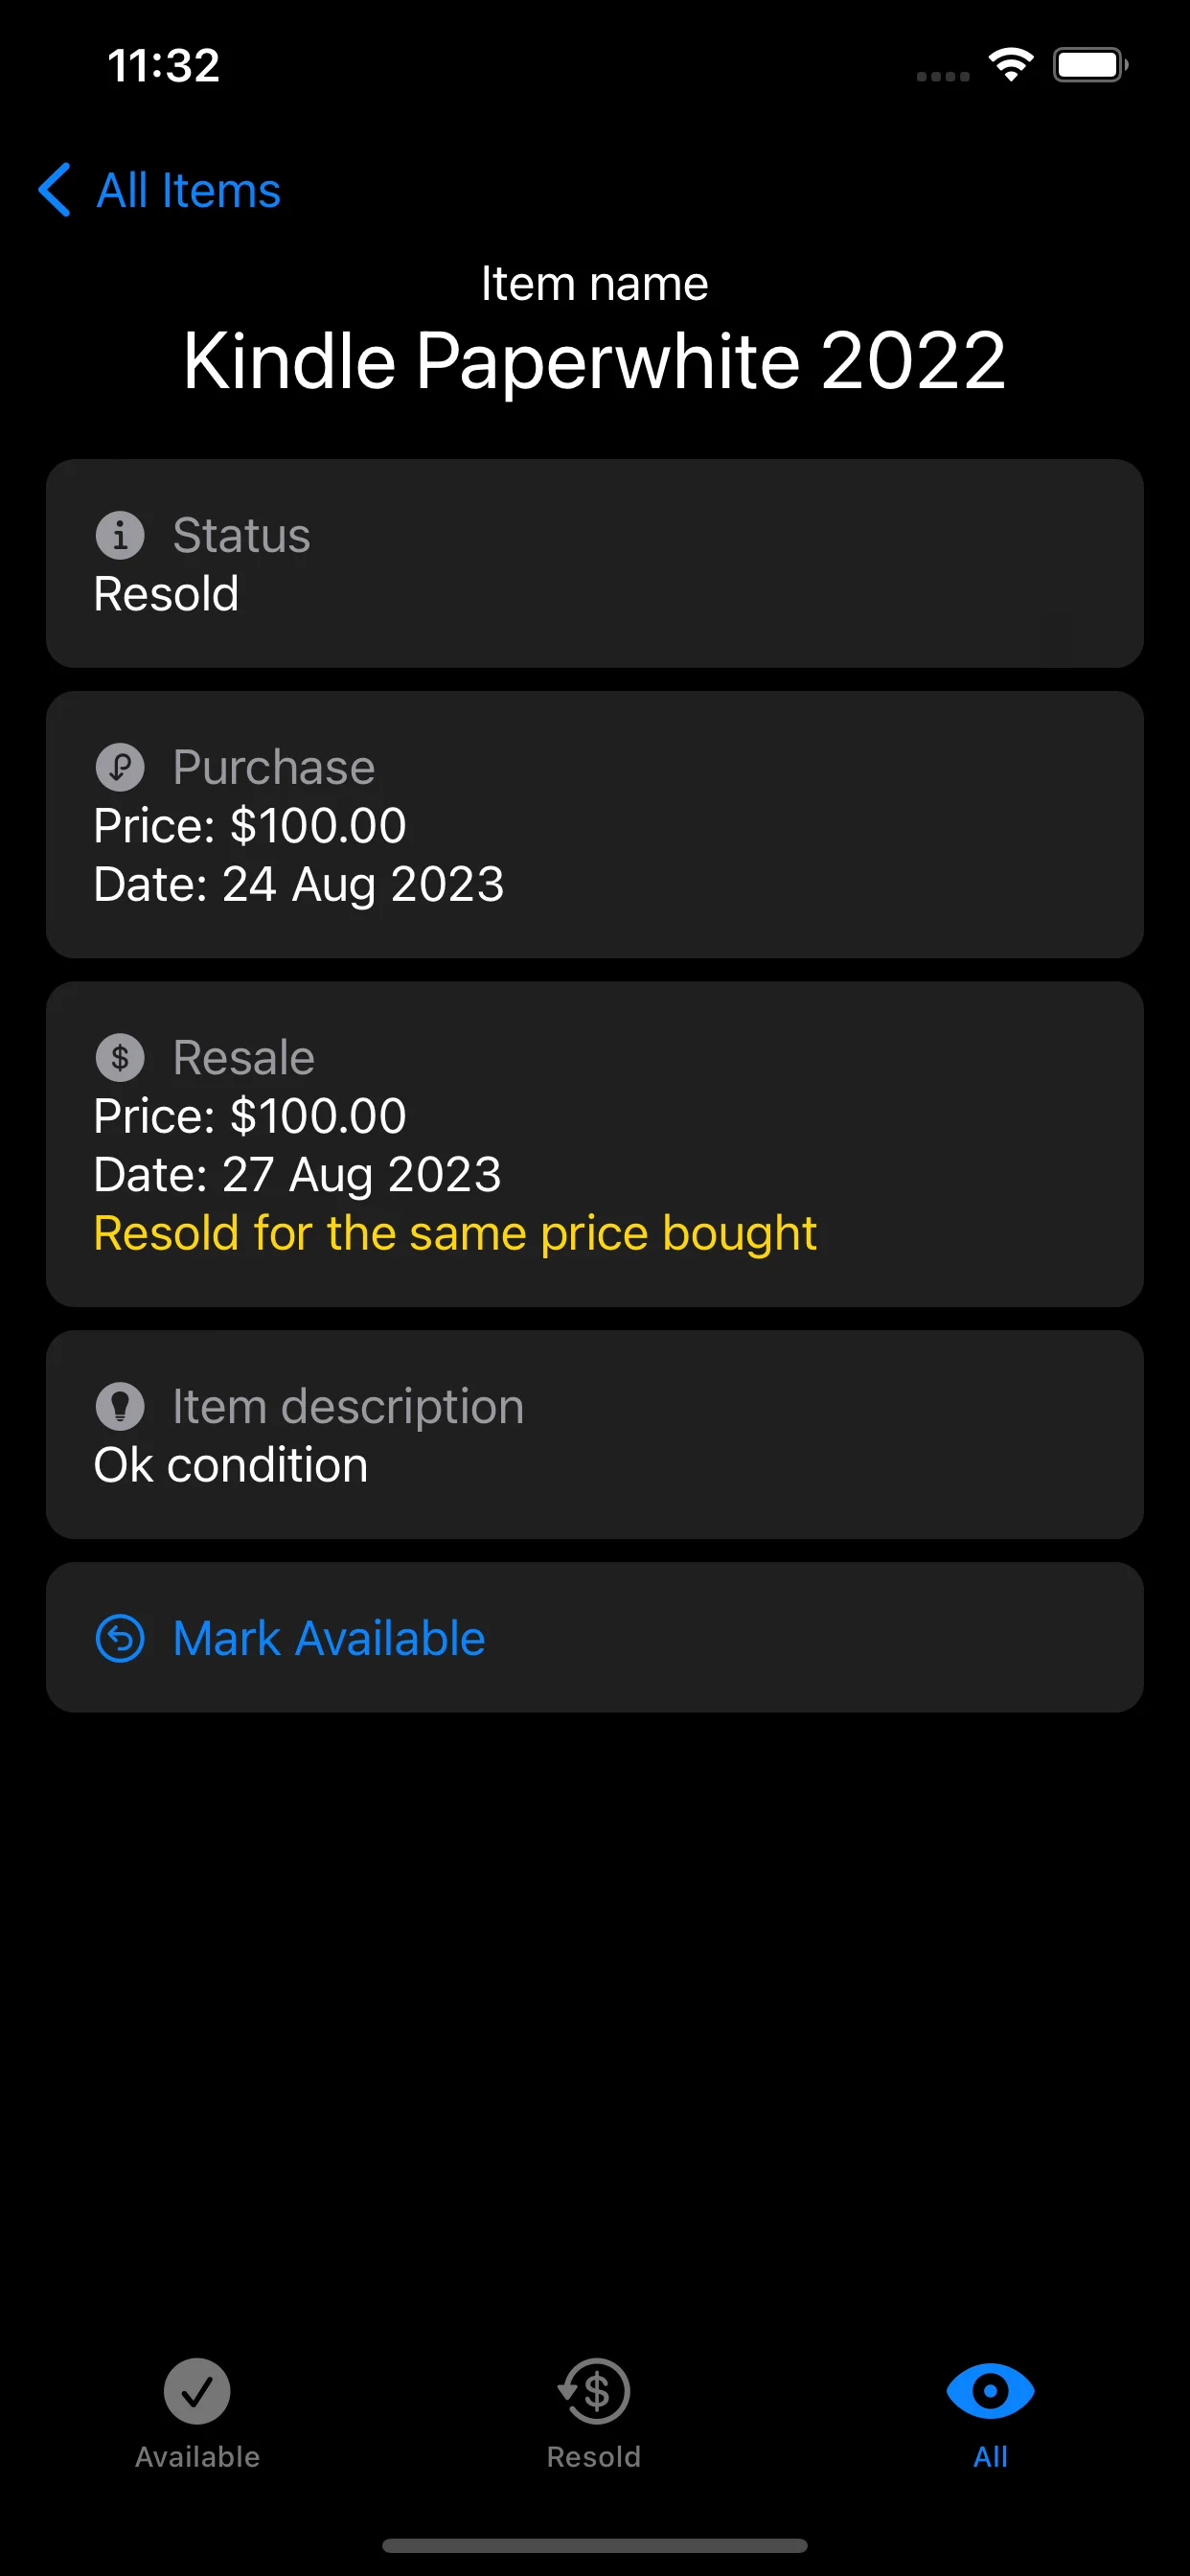 11:32
All Items
Item name
Kindle Paperwhite 2022
Status
Resold
Purchase
Price: $100.00
Date: 24 Aug 2023
Resale
Price: $100.00
Date: 27 Aug 2023
Resold for the same price bought
Item description
Ok condition
Mark Available
Available
Resold
All